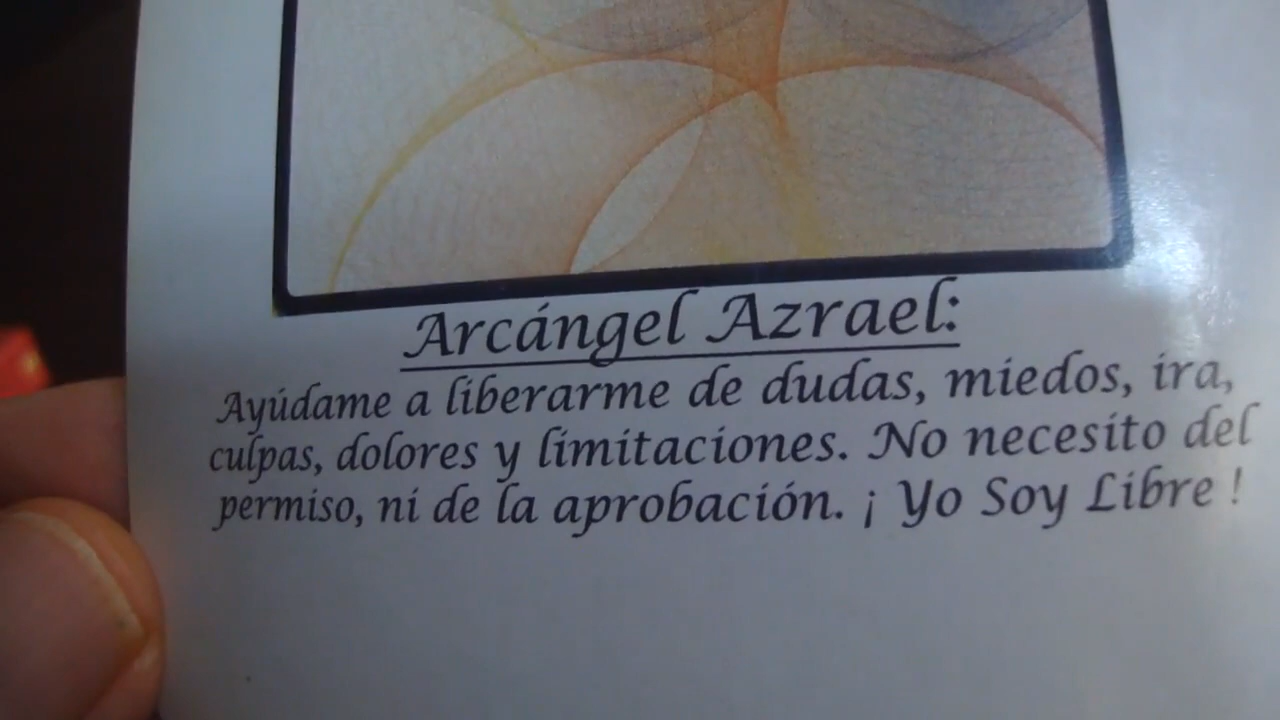 Arcángel Azrael:
Ayúdame a liberarme de dudas, miedos, ira,
culpas, dolores y limitaciones. No necesito del
permiso, ni de la aprobación. ¡ Yo Soy Libre !